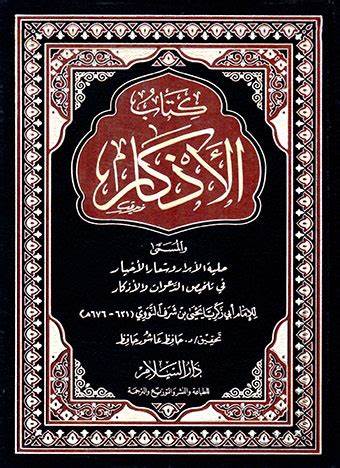 كتاب
الأذكار
والمسمى
حلية الأبرار وشعار الأخيار
في تلخيص الدعوات والأذكار
للإمام أبي زكريا يحيى بن شرف النووي (٦٣١ - ٦٧٦هـ)
تحقيق د. حافظ عاشور حافظ
دار السلام
للطباعة والنشر والتوزيع والترجمة